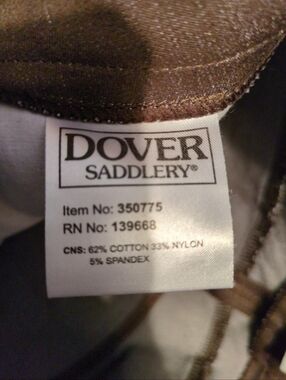 DOVER
SADDLERY®
Item No: 350775
RN No: 139668
CNS: 62% COTTON 33% NYLON
5% SPANDEX